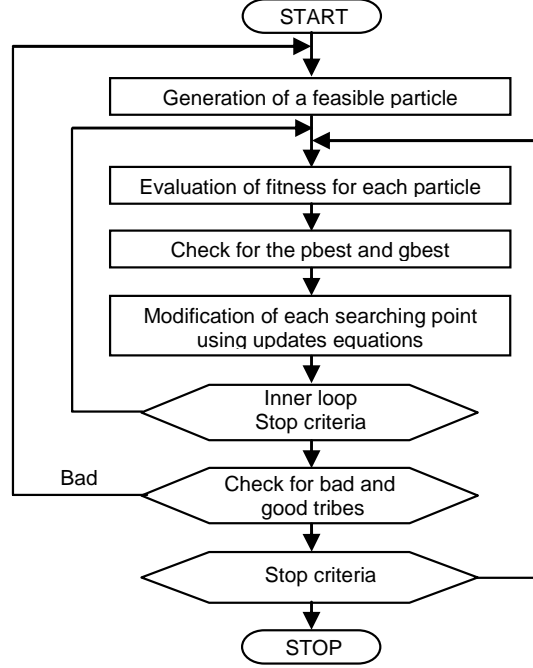 START
Generation of a feasible particle
Evaluation of fitness for each particle
Check for the pbest and gbest
Modification of each searching point
using updates equations
Inner loop
Stop criteria
Bad
Check for bad and
good tribes
Stop criteria
STOP